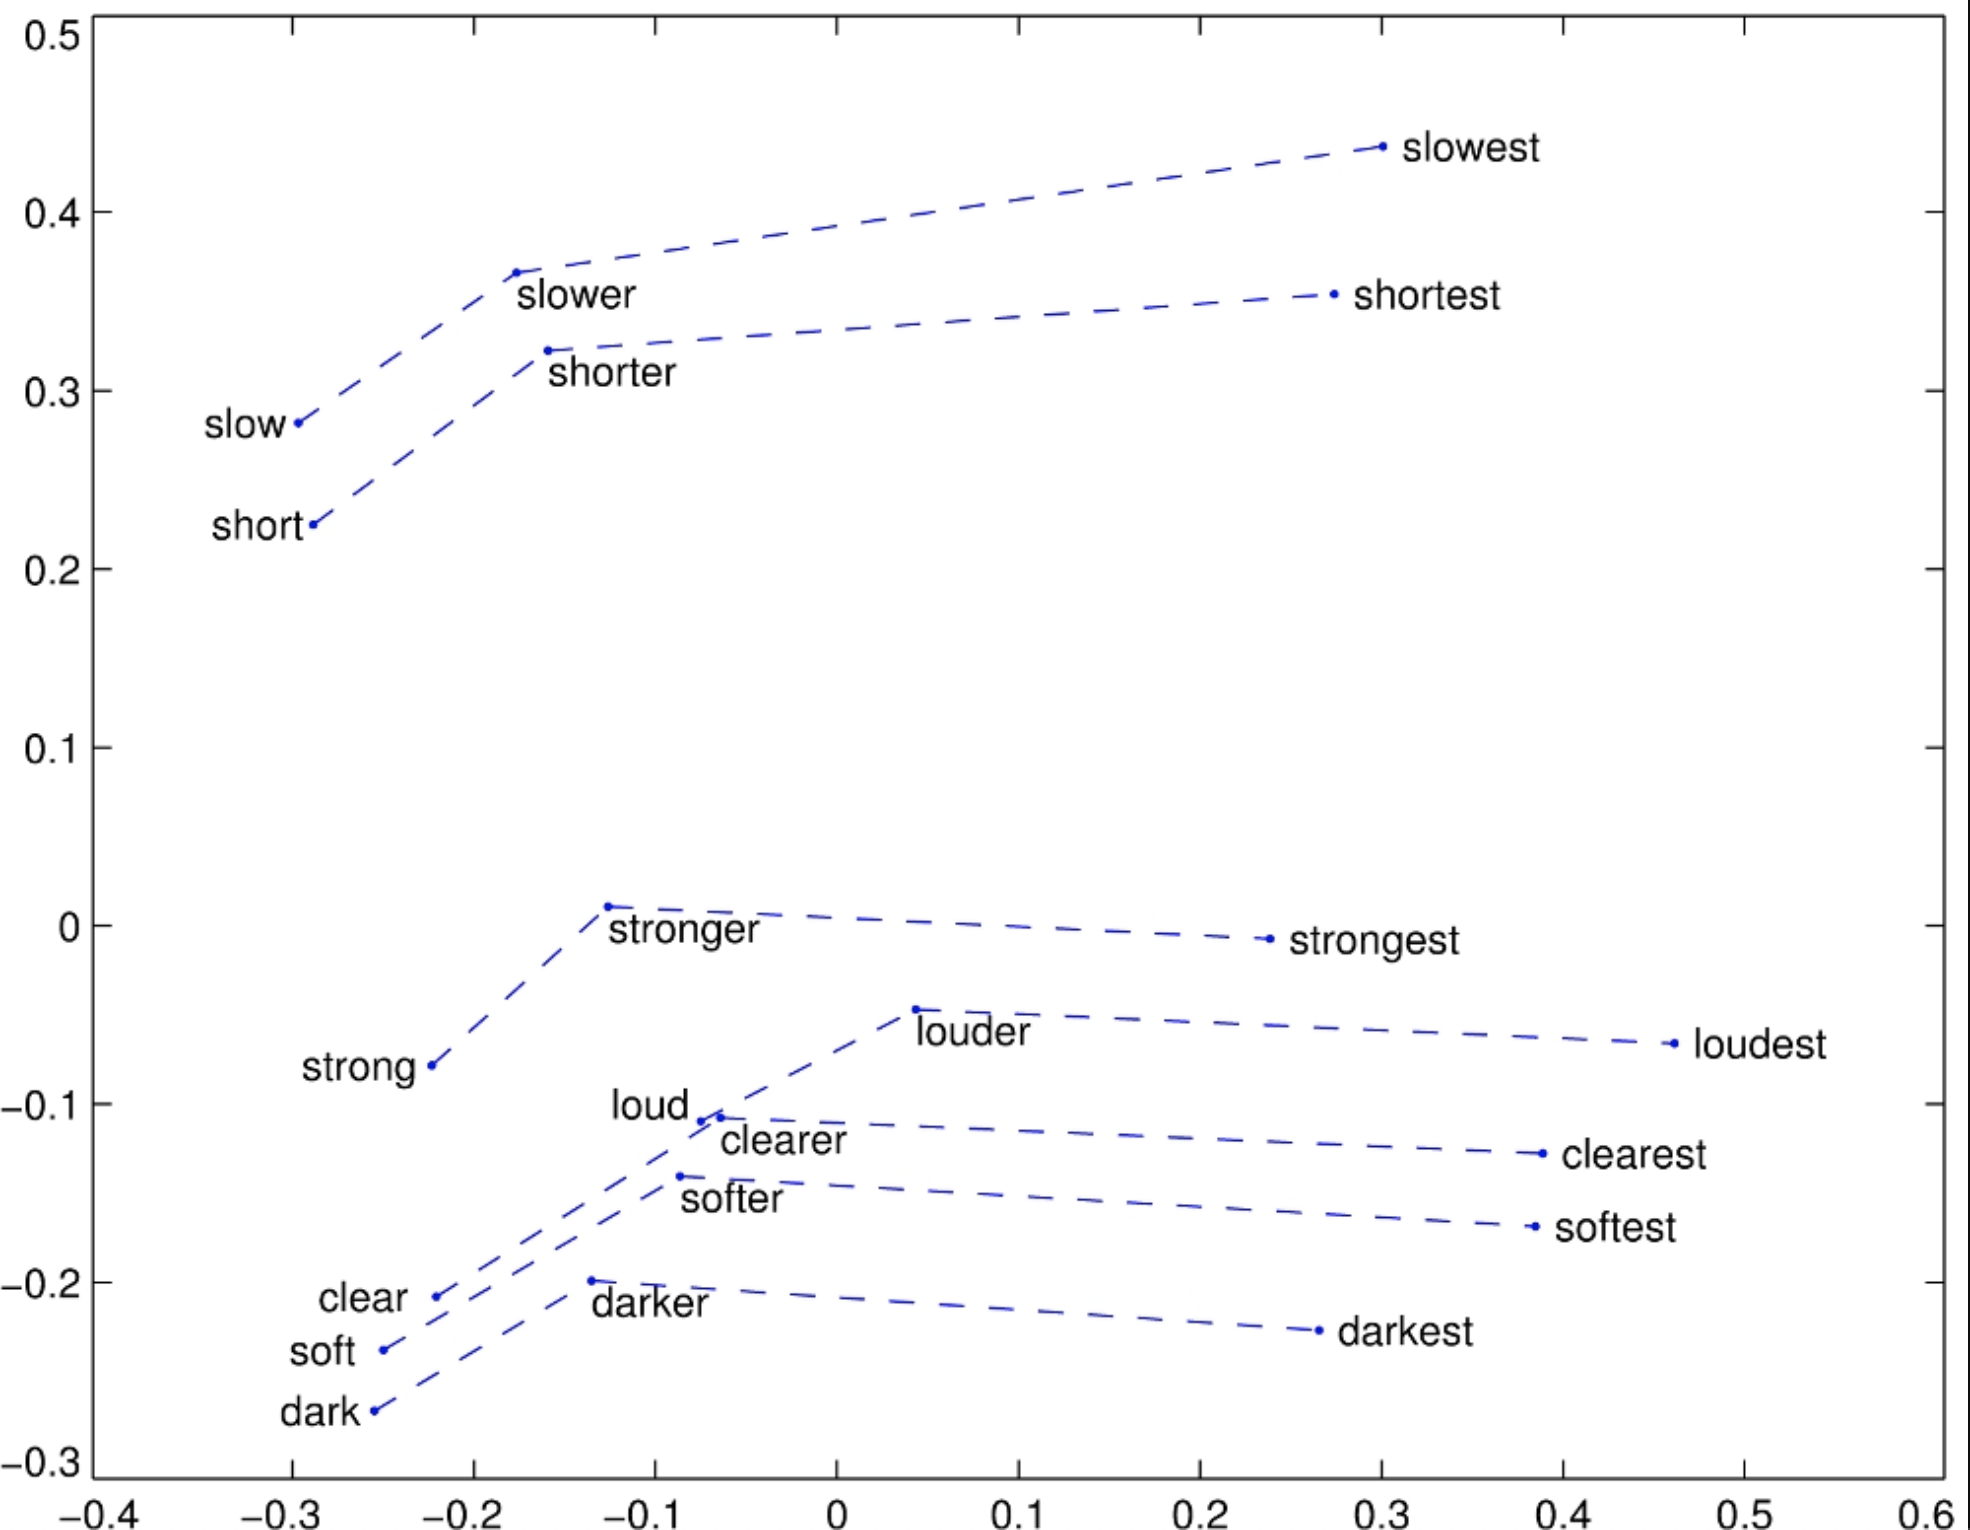 0.5
slowest
0.4
slower
shortest
shorter
0.3
slow
short
0.2
0.1
0
stronger
strongest
louder
loudest
strong
−0.1
loud
clearer
clearest
softer
softest
−0.2
clear
darker
darkest
soft
dark
−0.3
−0.4 −0.3 −0.2 −0.1 0 0.1 0.2 0.3 0.4 0.5 0.6